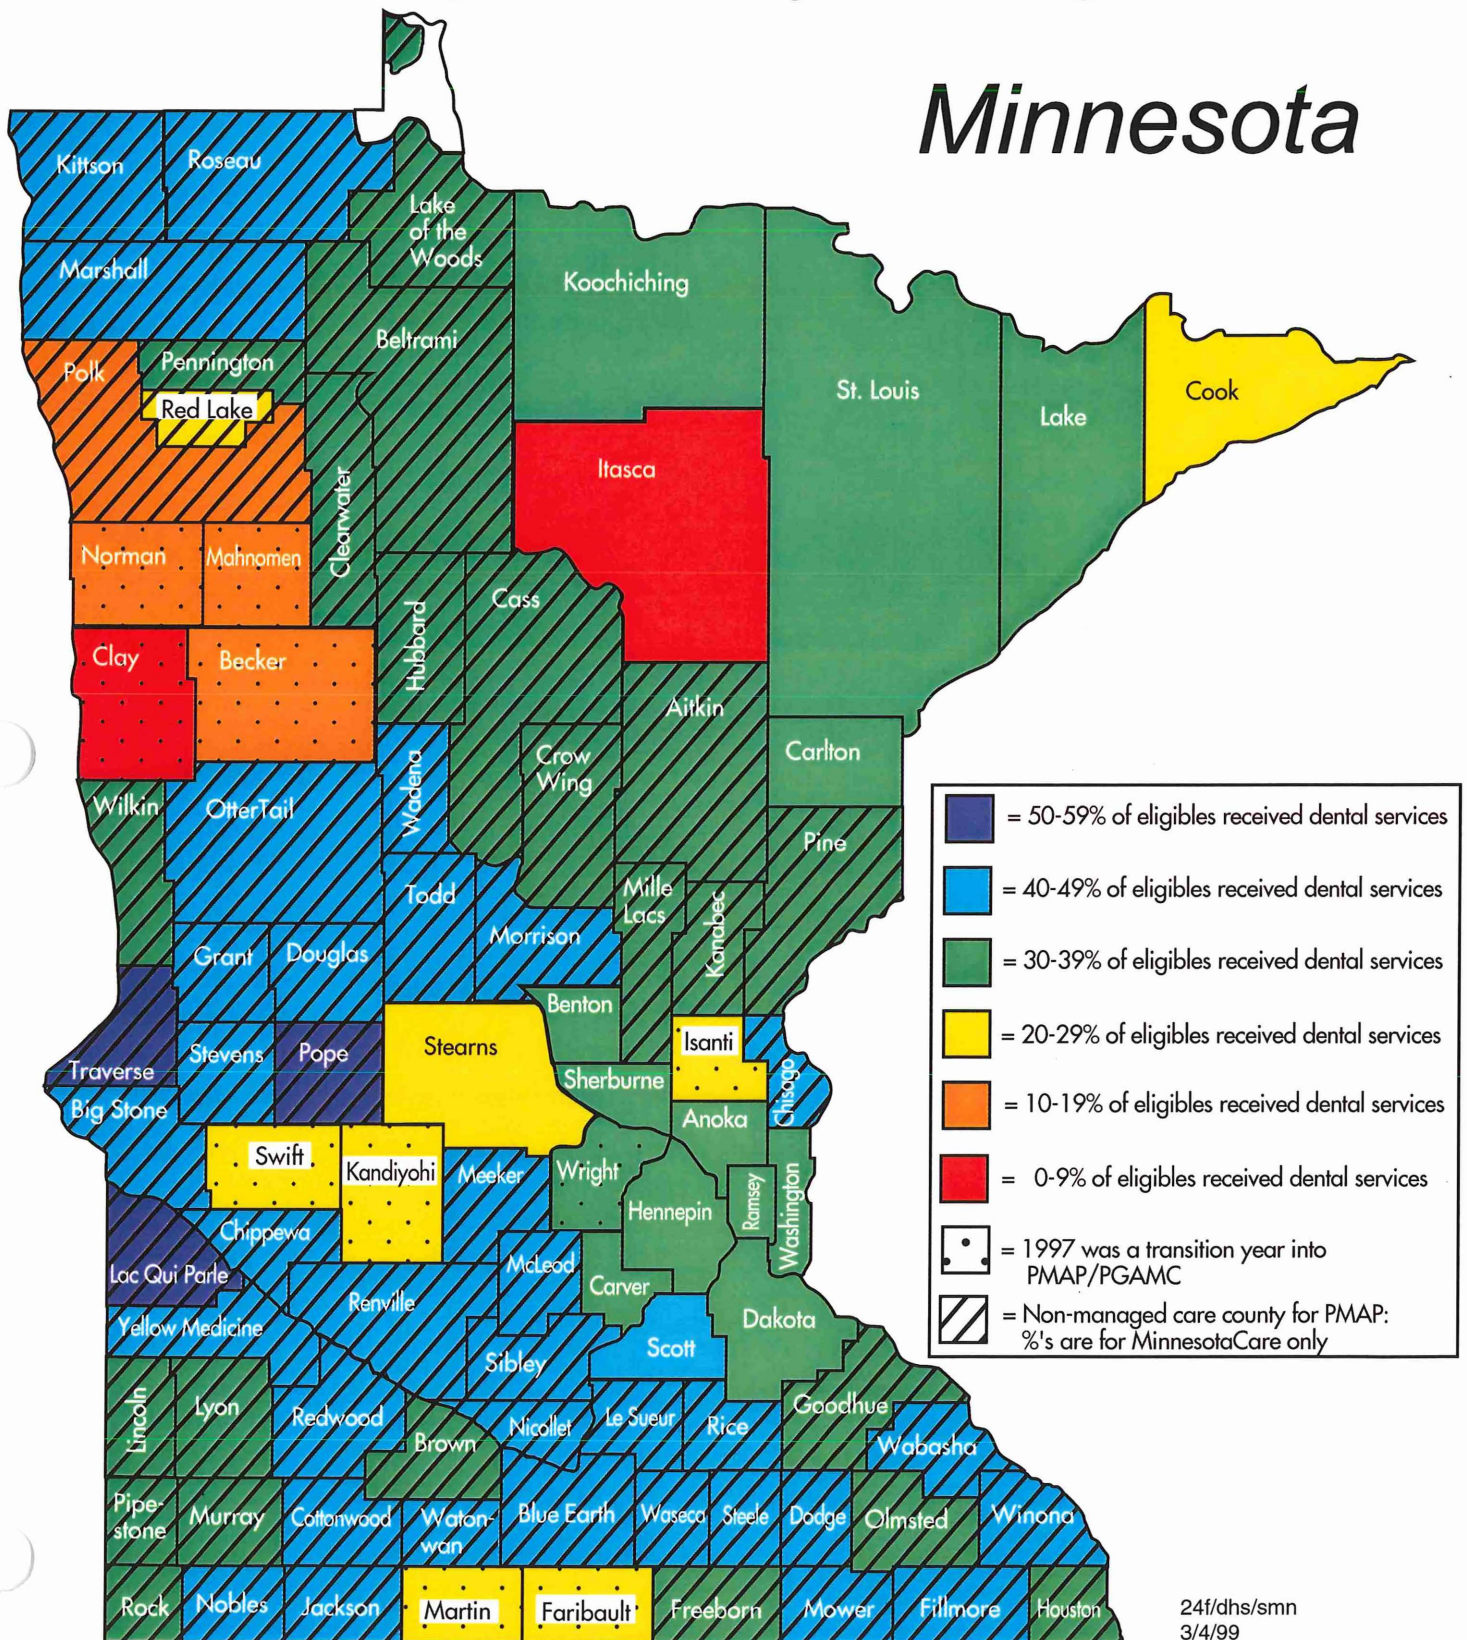 Minnesota
Kittson
Roseau
Lake
of the
Woods
Marshall
Koochiching
Beltrami
Pennington
Polk
Red Lake
St. Louis
Lake
Cook
Itasca
Clearwater
Norman
Mahnomen
Cass
Hubbard
Clay
Becker
Aitkin
Crow
Wing
Carlton
Wadena
Wilkin
OtterTail
Pine
Todd
Mille
Lacs
Kanabec
Morrison
Grant
Douglas
Benton
Stearns
Isanti
Stevens
Pope
Traverse
Sherburne
Chisago
Big Stone
Anoka
Swift
Kandiyohi
Meeker
Wright
Ramsey
Washington
Hennepin
Chippewa
McLeod
Lac Qui Parle
Carver
Renville
Dakota
Yellow Medicine
Scott
Sibley
Lincoln
Lyon
Redwood
Nicollet
Le Sueur
Rice
Goodhue
Brown
Wabasha
Pipe-
stone
Murray
Cottonwood
Waton-
wan
Blue Earth
Waseca
Steele
Dodge
Olmsted
Winona
Rock
Nobles
Jackson
Martin
Faribault
Freeborn
Mower
Fillmore
Houston
= 50-59% of eligibles received dental services
= 40-49% of eligibles received dental services
= 30-39% of eligibles received dental services
= 20-29% of eligibles received dental services
= 10-19% of eligibles received dental services
= 0-9% of eligibles received dental services
= 1997 was a transition year into
PMAP/PGAMC
= Non-managed care county for PMAP:
%'s are for MinnesotaCare only
24f/dhs/smn
3/4/99